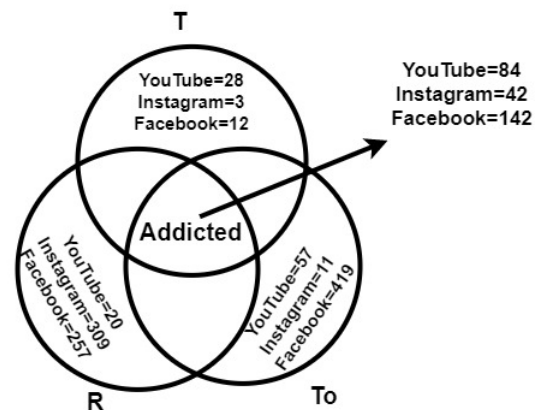 T
YouTube=28
Instagram=3
Facebook=12
YouTube=84
Instagram=42
Facebook=142
Addicted
YouTube=20
Instagram=309
Facebook=257
YouTube=57
Instagram=11
Facebook=419
R
To